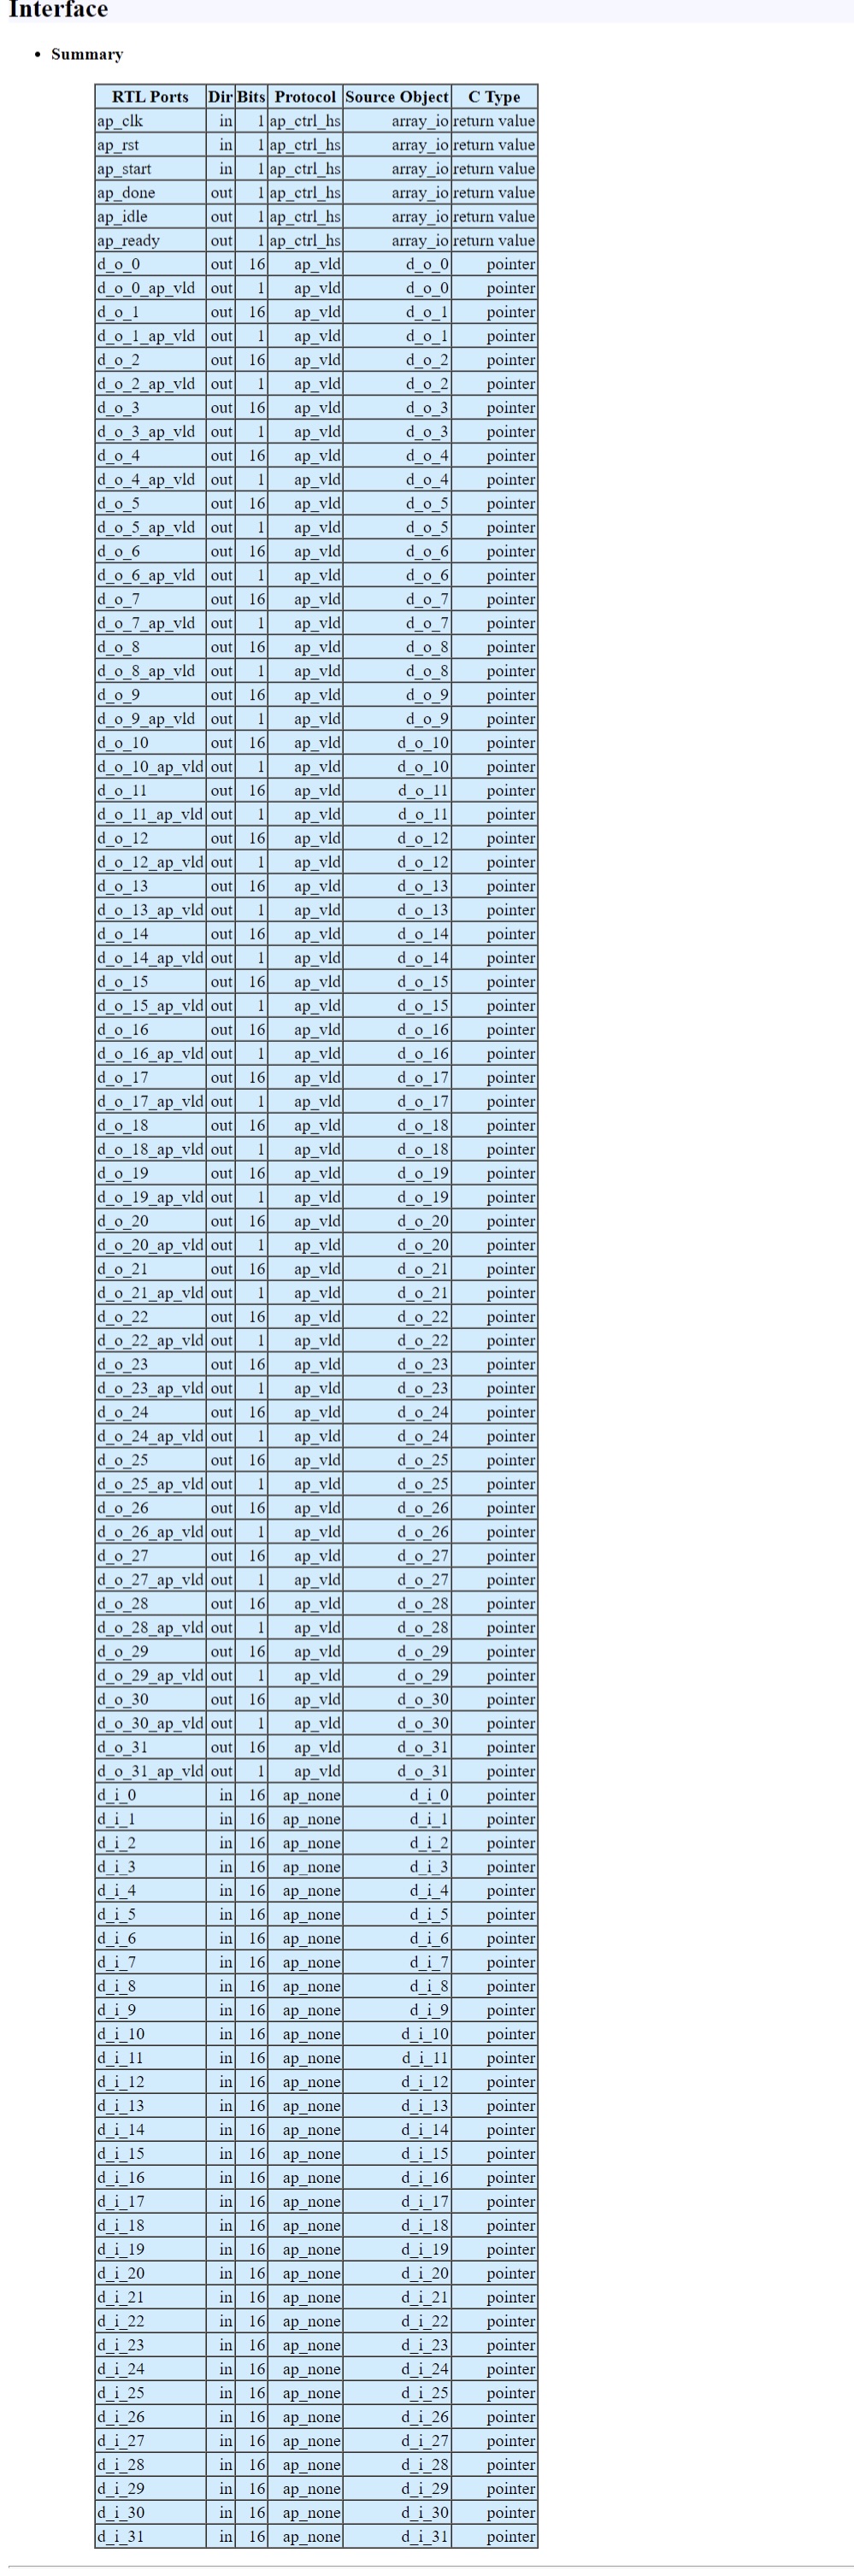 Interface
• Summary
RTL Ports Dir Bits Protocol Source Object C Type
ap_clk in 1 ap_ctrl_hs array_io return value
ap_rst in 1 ap_ctrl_hs array_io return value
ap_start in 1 ap_ctrl_hs array_io return value
ap_done out 1 ap_ctrl_hs array_io return value
ap_idle out 1 ap_ctrl_hs array_io return value
ap_ready out 1 ap_ctrl_hs array_io return value
d_o_0 out 16 ap_vld d_o_0 pointer
d_o_0_ap_vld out 1 ap_vld d_o_0 pointer
d_o_1 out 16 ap_vld d_o_1 pointer
d_o_1_ap_vld out 1 ap_vld d_o_1 pointer
d_o_2 out 16 ap_vld d_o_2 pointer
d_o_2_ap_vld out 1 ap_vld d_o_2 pointer
d_o_3 out 16 ap_vld d_o_3 pointer
d_o_3_ap_vld out 1 ap_vld d_o_3 pointer
d_o_4 out 16 ap_vld d_o_4 pointer
d_o_4_ap_vld out 1 ap_vld d_o_4 pointer
d_o_5 out 16 ap_vld d_o_5 pointer
d_o_5_ap_vld out 1 ap_vld d_o_5 pointer
d_o_6 out 16 ap_vld d_o_6 pointer
d_o_6_ap_vld out 1 ap_vld d_o_6 pointer
d_o_7 out 16 ap_vld d_o_7 pointer
d_o_7_ap_vld out 1 ap_vld d_o_7 pointer
d_o_8 out 16 ap_vld d_o_8 pointer
d_o_8_ap_vld out 1 ap_vld d_o_8 pointer
d_o_9 out 16 ap_vld d_o_9 pointer
d_o_9_ap_vld out 1 ap_vld d_o_9 pointer
d_o_10 out 16 ap_vld d_o_10 pointer
d_o_10_ap_vld out 1 ap_vld d_o_10 pointer
d_o_11 out 16 ap_vld d_o_11 pointer
d_o_11_ap_vld out 1 ap_vld d_o_11 pointer
d_o_12 out 16 ap_vld d_o_12 pointer
d_o_12_ap_vld out 1 ap_vld d_o_12 pointer
d_o_13 out 16 ap_vld d_o_13 pointer
d_o_13_ap_vld out 1 ap_vld d_o_13 pointer
d_o_14 out 16 ap_vld d_o_14 pointer
d_o_14_ap_vld out 1 ap_vld d_o_14 pointer
d_o_15 out 16 ap_vld d_o_15 pointer
d_o_15_ap_vld out 1 ap_vld d_o_15 pointer
d_o_16 out 16 ap_vld d_o_16 pointer
d_o_16_ap_vld out 1 ap_vld d_o_16 pointer
d_o_17 out 16 ap_vld d_o_17 pointer
d_o_17_ap_vld out 1 ap_vld d_o_17 pointer
d_o_18 out 16 ap_vld d_o_18 pointer
d_o_18_ap_vld out 1 ap_vld d_o_18 pointer
d_o_19 out 16 ap_vld d_o_19 pointer
d_o_19_ap_vld out 1 ap_vld d_o_19 pointer
d_o_20 out 16 ap_vld d_o_20 pointer
d_o_20_ap_vld out 1 ap_vld d_o_20 pointer
d_o_21 out 16 ap_vld d_o_21 pointer
d_o_21_ap_vld out 1 ap_vld d_o_21 pointer
d_o_22 out 16 ap_vld d_o_22 pointer
d_o_22_ap_vld out 1 ap_vld d_o_22 pointer
d_o_23 out 16 ap_vld d_o_23 pointer
d_o_23_ap_vld out 1 ap_vld d_o_23 pointer
d_o_24 out 16 ap_vld d_o_24 pointer
d_o_24_ap_vld out 1 ap_vld d_o_24 pointer
d_o_25 out 16 ap_vld d_o_25 pointer
d_o_25_ap_vld out 1 ap_vld d_o_25 pointer
d_o_26 out 16 ap_vld d_o_26 pointer
d_o_26_ap_vld out 1 ap_vld d_o_26 pointer
d_o_27 out 16 ap_vld d_o_27 pointer
d_o_27_ap_vld out 1 ap_vld d_o_27 pointer
d_o_28 out 16 ap_vld d_o_28 pointer
d_o_28_ap_vld out 1 ap_vld d_o_28 pointer
d_o_29 out 16 ap_vld d_o_29 pointer
d_o_29_ap_vld out 1 ap_vld d_o_29 pointer
d_o_30 out 16 ap_vld d_o_30 pointer
d_o_30_ap_vld out 1 ap_vld d_o_30 pointer
d_o_31 out 16 ap_vld d_o_31 pointer
d_o_31_ap_vld out 1 ap_vld d_o_31 pointer
d_i_0 in 16 ap_none d_i_0 pointer
d_i_1 in 16 ap_none d_i_1 pointer
d_i_2 in 16 ap_none d_i_2 pointer
d_i_3 in 16 ap_none d_i_3 pointer
d_i_4 in 16 ap_none d_i_4 pointer
d_i_5 in 16 ap_none d_i_5 pointer
d_i_6 in 16 ap_none d_i_6 pointer
d_i_7 in 16 ap_none d_i_7 pointer
d_i_8 in 16 ap_none d_i_8 pointer
d_i_9 in 16 ap_none d_i_9 pointer
d_i_10 in 16 ap_none d_i_10 pointer
d_i_11 in 16 ap_none d_i_11 pointer
d_i_12 in 16 ap_none d_i_12 pointer
d_i_13 in 16 ap_none d_i_13 pointer
d_i_14 in 16 ap_none d_i_14 pointer
d_i_15 in 16 ap_none d_i_15 pointer
d_i_16 in 16 ap_none d_i_16 pointer
d_i_17 in 16 ap_none d_i_17 pointer
d_i_18 in 16 ap_none d_i_18 pointer
d_i_19 in 16 ap_none d_i_19 pointer
d_i_20 in 16 ap_none d_i_20 pointer
d_i_21 in 16 ap_none d_i_21 pointer
d_i_22 in 16 ap_none d_i_22 pointer
d_i_23 in 16 ap_none d_i_23 pointer
d_i_24 in 16 ap_none d_i_24 pointer
d_i_25 in 16 ap_none d_i_25 pointer
d_i_26 in 16 ap_none d_i_26 pointer
d_i_27 in 16 ap_none d_i_27 pointer
d_i_28 in 16 ap_none d_i_28 pointer
d_i_29 in 16 ap_none d_i_29 pointer
d_i_30 in 16 ap_none d_i_30 pointer
d_i_31 in 16 ap_none d_i_31 pointer